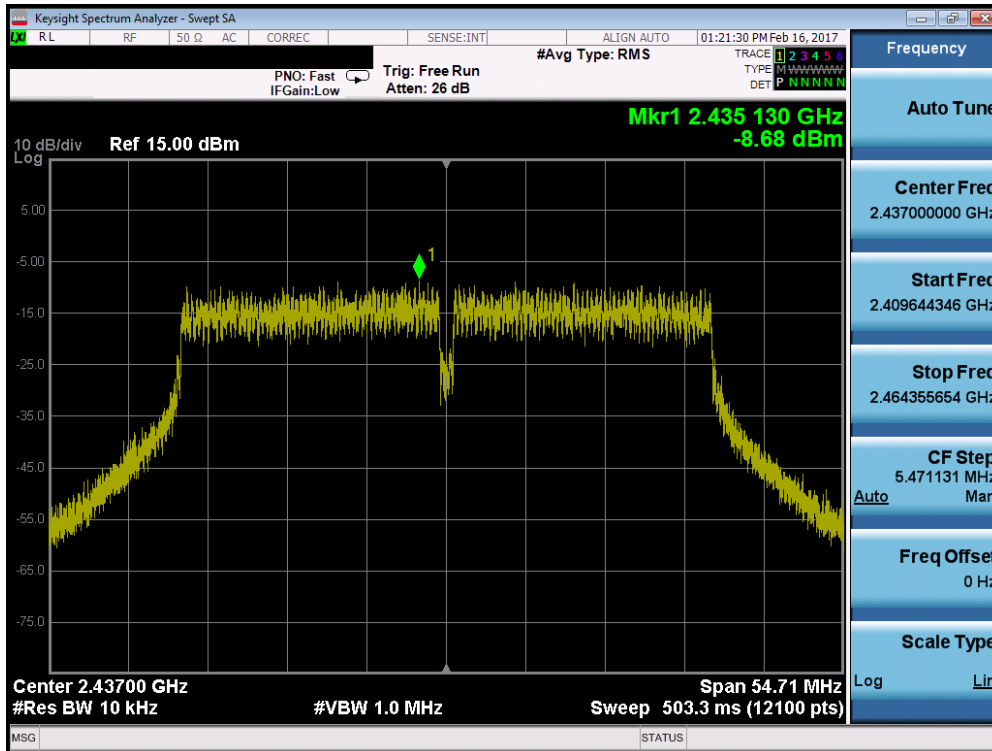 Keysight Spectrum Analyzer - Swept SA
LXI RL RF 50 Ω AC CORREC SENSE:INT ALIGN AUTO 01:21:30 PM Feb 16, 2017
#Avg Type: RMS
TRACE 1 2 3 4 5 6
TYPE M W W W W W
DET P N N N N N
PNO: Fast Trig: Free Run
IFGain:Low Atten: 26 dB
Mkr1 2.435 130 GHz
-8.68 dBm
10 dB/div Ref 15.00 dBm
Log
5.00
-5.00
1
-15.0
-25.0
-35.0
-45.0
-55.0
-65.0
-75.0
Center 2.43700 GHz Span 54.71 MHz
#Res BW 10 kHz #VBW 1.0 MHz Sweep 503.3 ms (12100 pts)
MSG STATUS
Frequency
Auto Tune
Center Freq
2.437000000 GHz
Start Freq
2.409644346 GHz
Stop Freq
2.464355654 GHz
CF Step
5.471131 MHz
Auto Man
Freq Offset
0 Hz
Scale Type
Log Lin